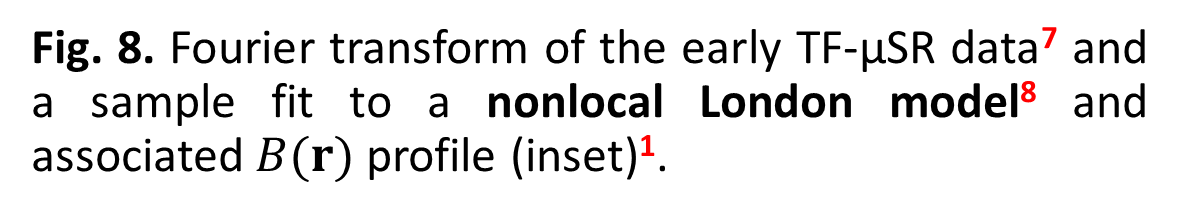 Fig. 8. Fourier transform of the early TF-μSR data⁷ and
a sample fit to a nonlocal London model⁸ and
associated B(r) profile (inset)¹.